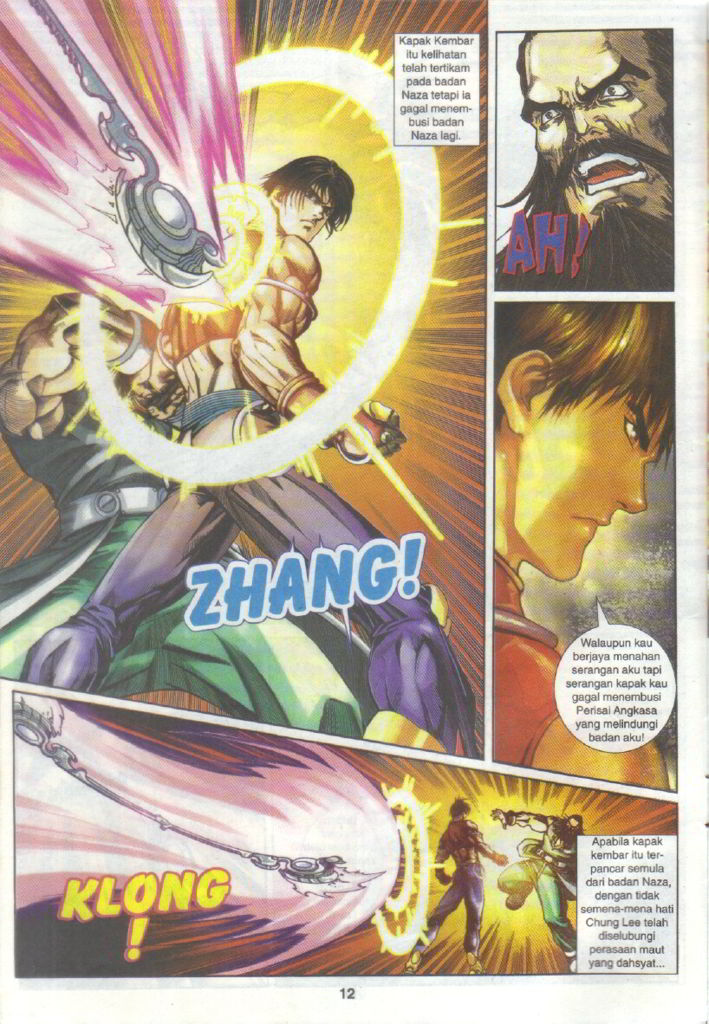 Kapak Kembar
itu kelihatan
telah tertikam
pada badan
Naza tetapi ia
gagal menem-
busi badan
Naza lagi.
AH!
ZHANG!
Walaupun kau
berjaya menahan
serangan aku tapi
serangan kapak kau
gagal menembusi
Perisai Angkasa
yang melindungi
badan aku!
KLONG
!
Apabila kapak
kembar itu ter-
pancar semula
dari badan Naza,
dengan tidak
semena-mena hati
Chung Lee telah
diselubungi
perasaan maut
yang dahsyat...
12